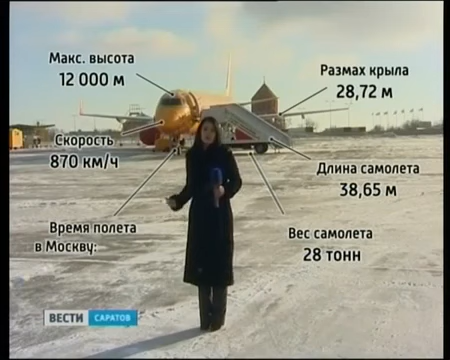 Макс. высота
12 000 м
Размах крыла
28,72 м
Скорость
870 км/ч
Длина самолета
38,65 м
Время полета
в Москву:
Вес самолета
28 тонн
ВЕСТИ САРАТОВ